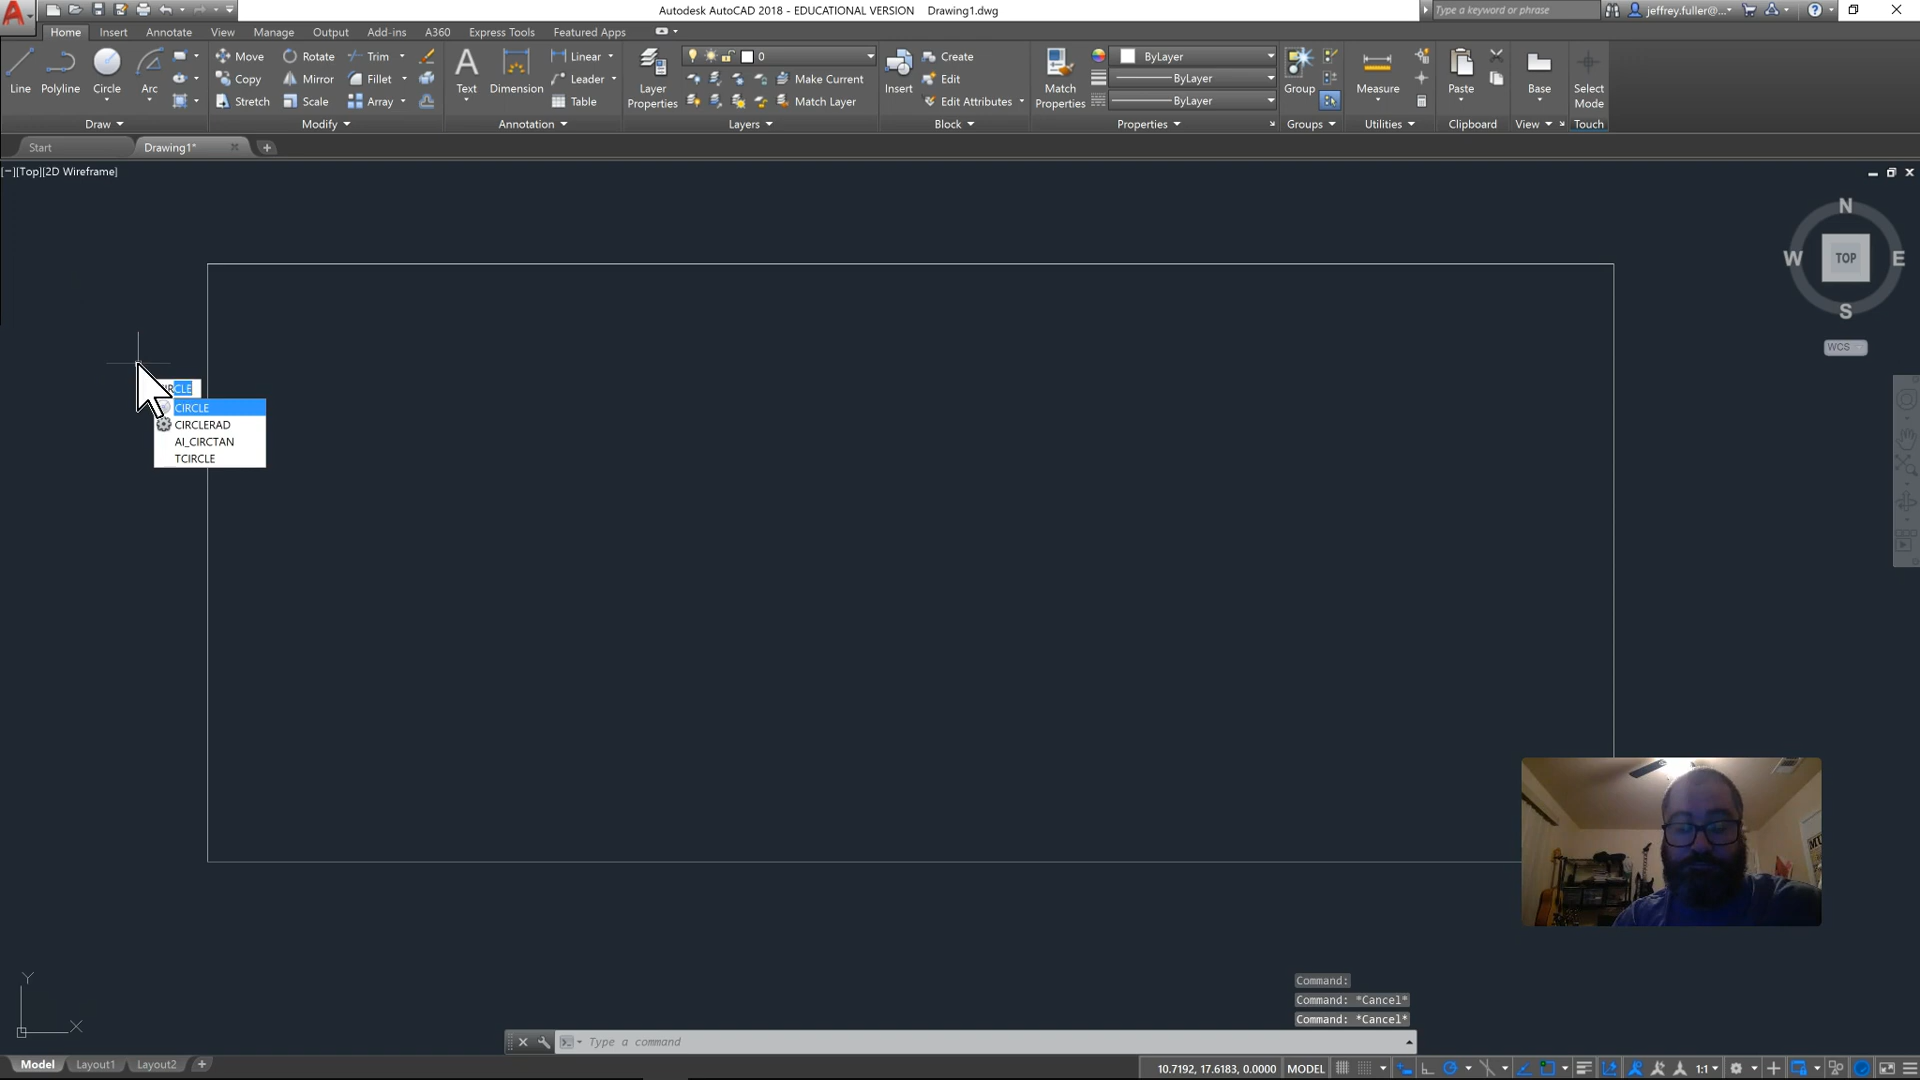 Autodesk AutoCAD 2018 - EDUCATIONAL VERSION Drawing1.dwg
Type a keyword or phrase
jeffrey.fuller@...
Home Insert Annotate View Manage Output Add-ins A360 Express Tools Featured Apps
Line Polyline Circle Arc
Move Rotate Trim
Copy Mirror Fillet
Stretch Scale Array
Text Dimension
Linear
Leader
Table
Layer Properties
0
Make Current
Match Layer
Insert
Create
Edit
Edit Attributes
Match Properties
ByLayer
ByLayer
ByLayer
Group
Measure
Paste
Base
Select Mode
Draw Modify Annotation Layers Block Properties Groups Utilities Clipboard View Touch
Start Drawing1*
[−][Top][2D Wireframe]
N
W TOP E
S
WCS
CIRCLE
CIRCLERAD
AI_CIRCTAN
TCIRCLE
Y
X
Command:
Command: *Cancel*
Command: *Cancel*
Type a command
Model Layout1 Layout2
10.7192, 17.6183, 0.0000 MODEL
1:1